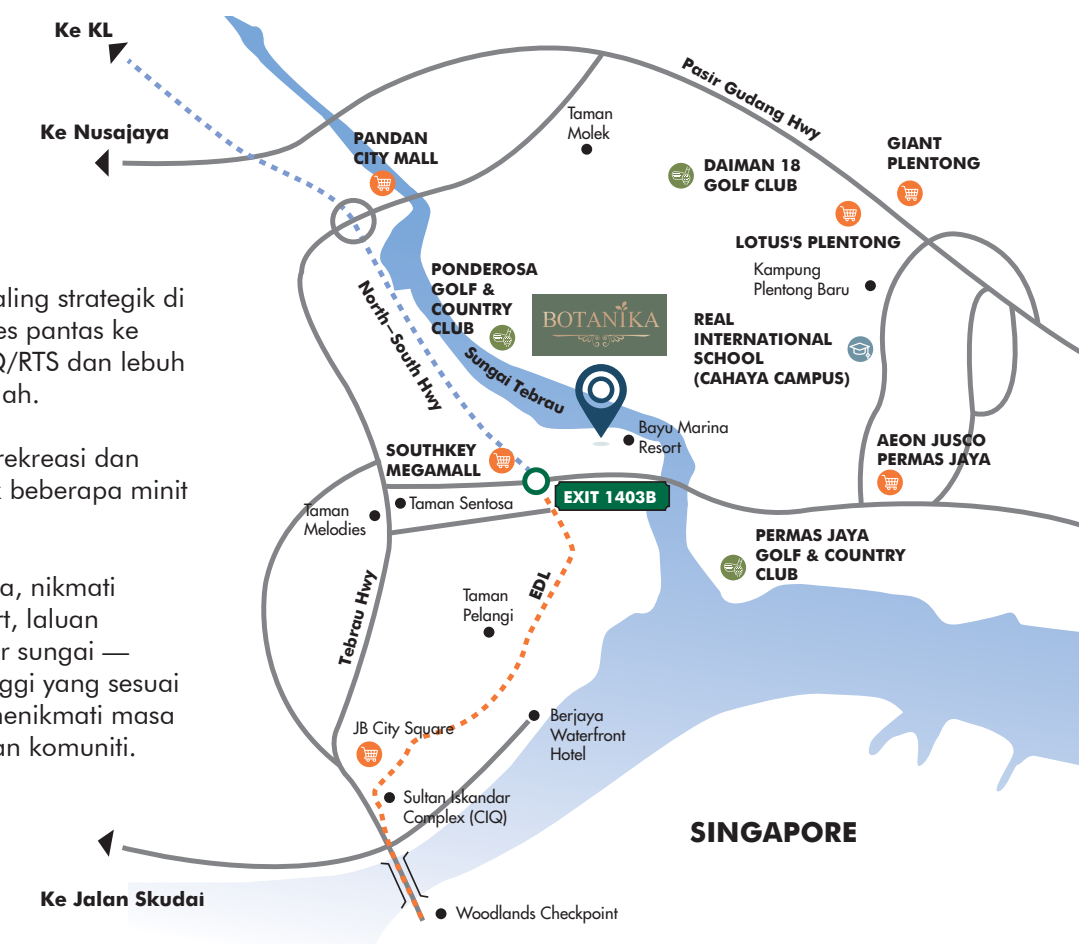 Ke KL
Ke Nusajaya
PANDAN
CITY MALL
Taman
Molek
Pasir Gudang Hwy
DAIMAN 18
GOLF CLUB
GIANT
PLENTONG
LOTUS'S PLENTONG
Kampung
Plentong Baru
PONDEROSA
GOLF &
COUNTRY
CLUB
BOTANIKA
REAL
INTERNATIONAL
SCHOOL
(CAHAYA CAMPUS)
North–South Hwy
Sungai Tebrau
Bayu Marina
Resort
AEON JUSCO
PERMAS JAYA
SOUTHKEY
MEGAMALL
EXIT 1403B
Taman Sentosa
Taman
Melodies
PERMAS JAYA
GOLF & COUNTRY
CLUB
EDL
Taman
Pelangi
Tebrau Hwy
JB City Square
Berjaya
Waterfront
Hotel
Sultan Iskandar
Complex (CIQ)
SINGAPORE
Ke Jalan Skudai
Woodlands Checkpoint
aling strategik di
es pantas ke
Q/RTS dan lebuh
ah.
rekreasi dan
beberapa minit
a, nikmati
rt, laluan
r sungai —
ggi yang sesuai
menikmati masa
an komuniti.